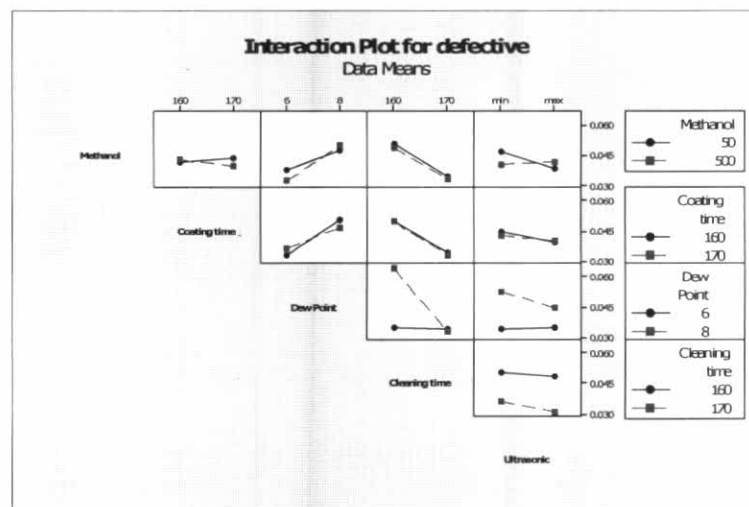 Interaction Plot for defective
Data Means
160 170 6 8 160 170 min max
Methanol
0.060
0.045
0.030
Methanol
50
500
Coating time
0.060
0.045
0.030
Coating
time
160
170
Dew Point
0.060
0.045
0.030
Dew
Point
6
8
Cleaning time
0.060
0.045
0.030
Cleaning
time
160
170
Ultrasonic